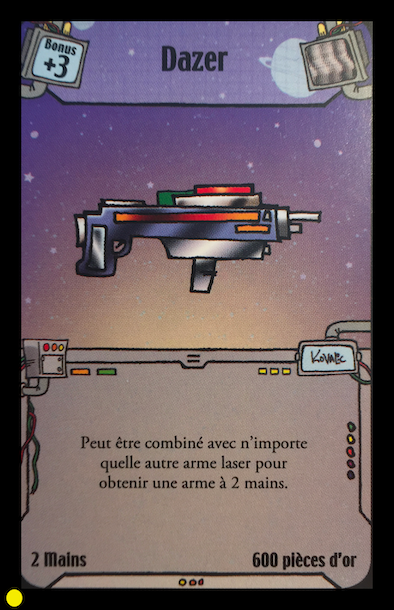 Bonus
+3
Dazer
KOVALIC
Peut être combiné avec n'importe
quelle autre arme laser pour
obtenir une arme à 2 mains.
2 Mains
600 pièces d'or